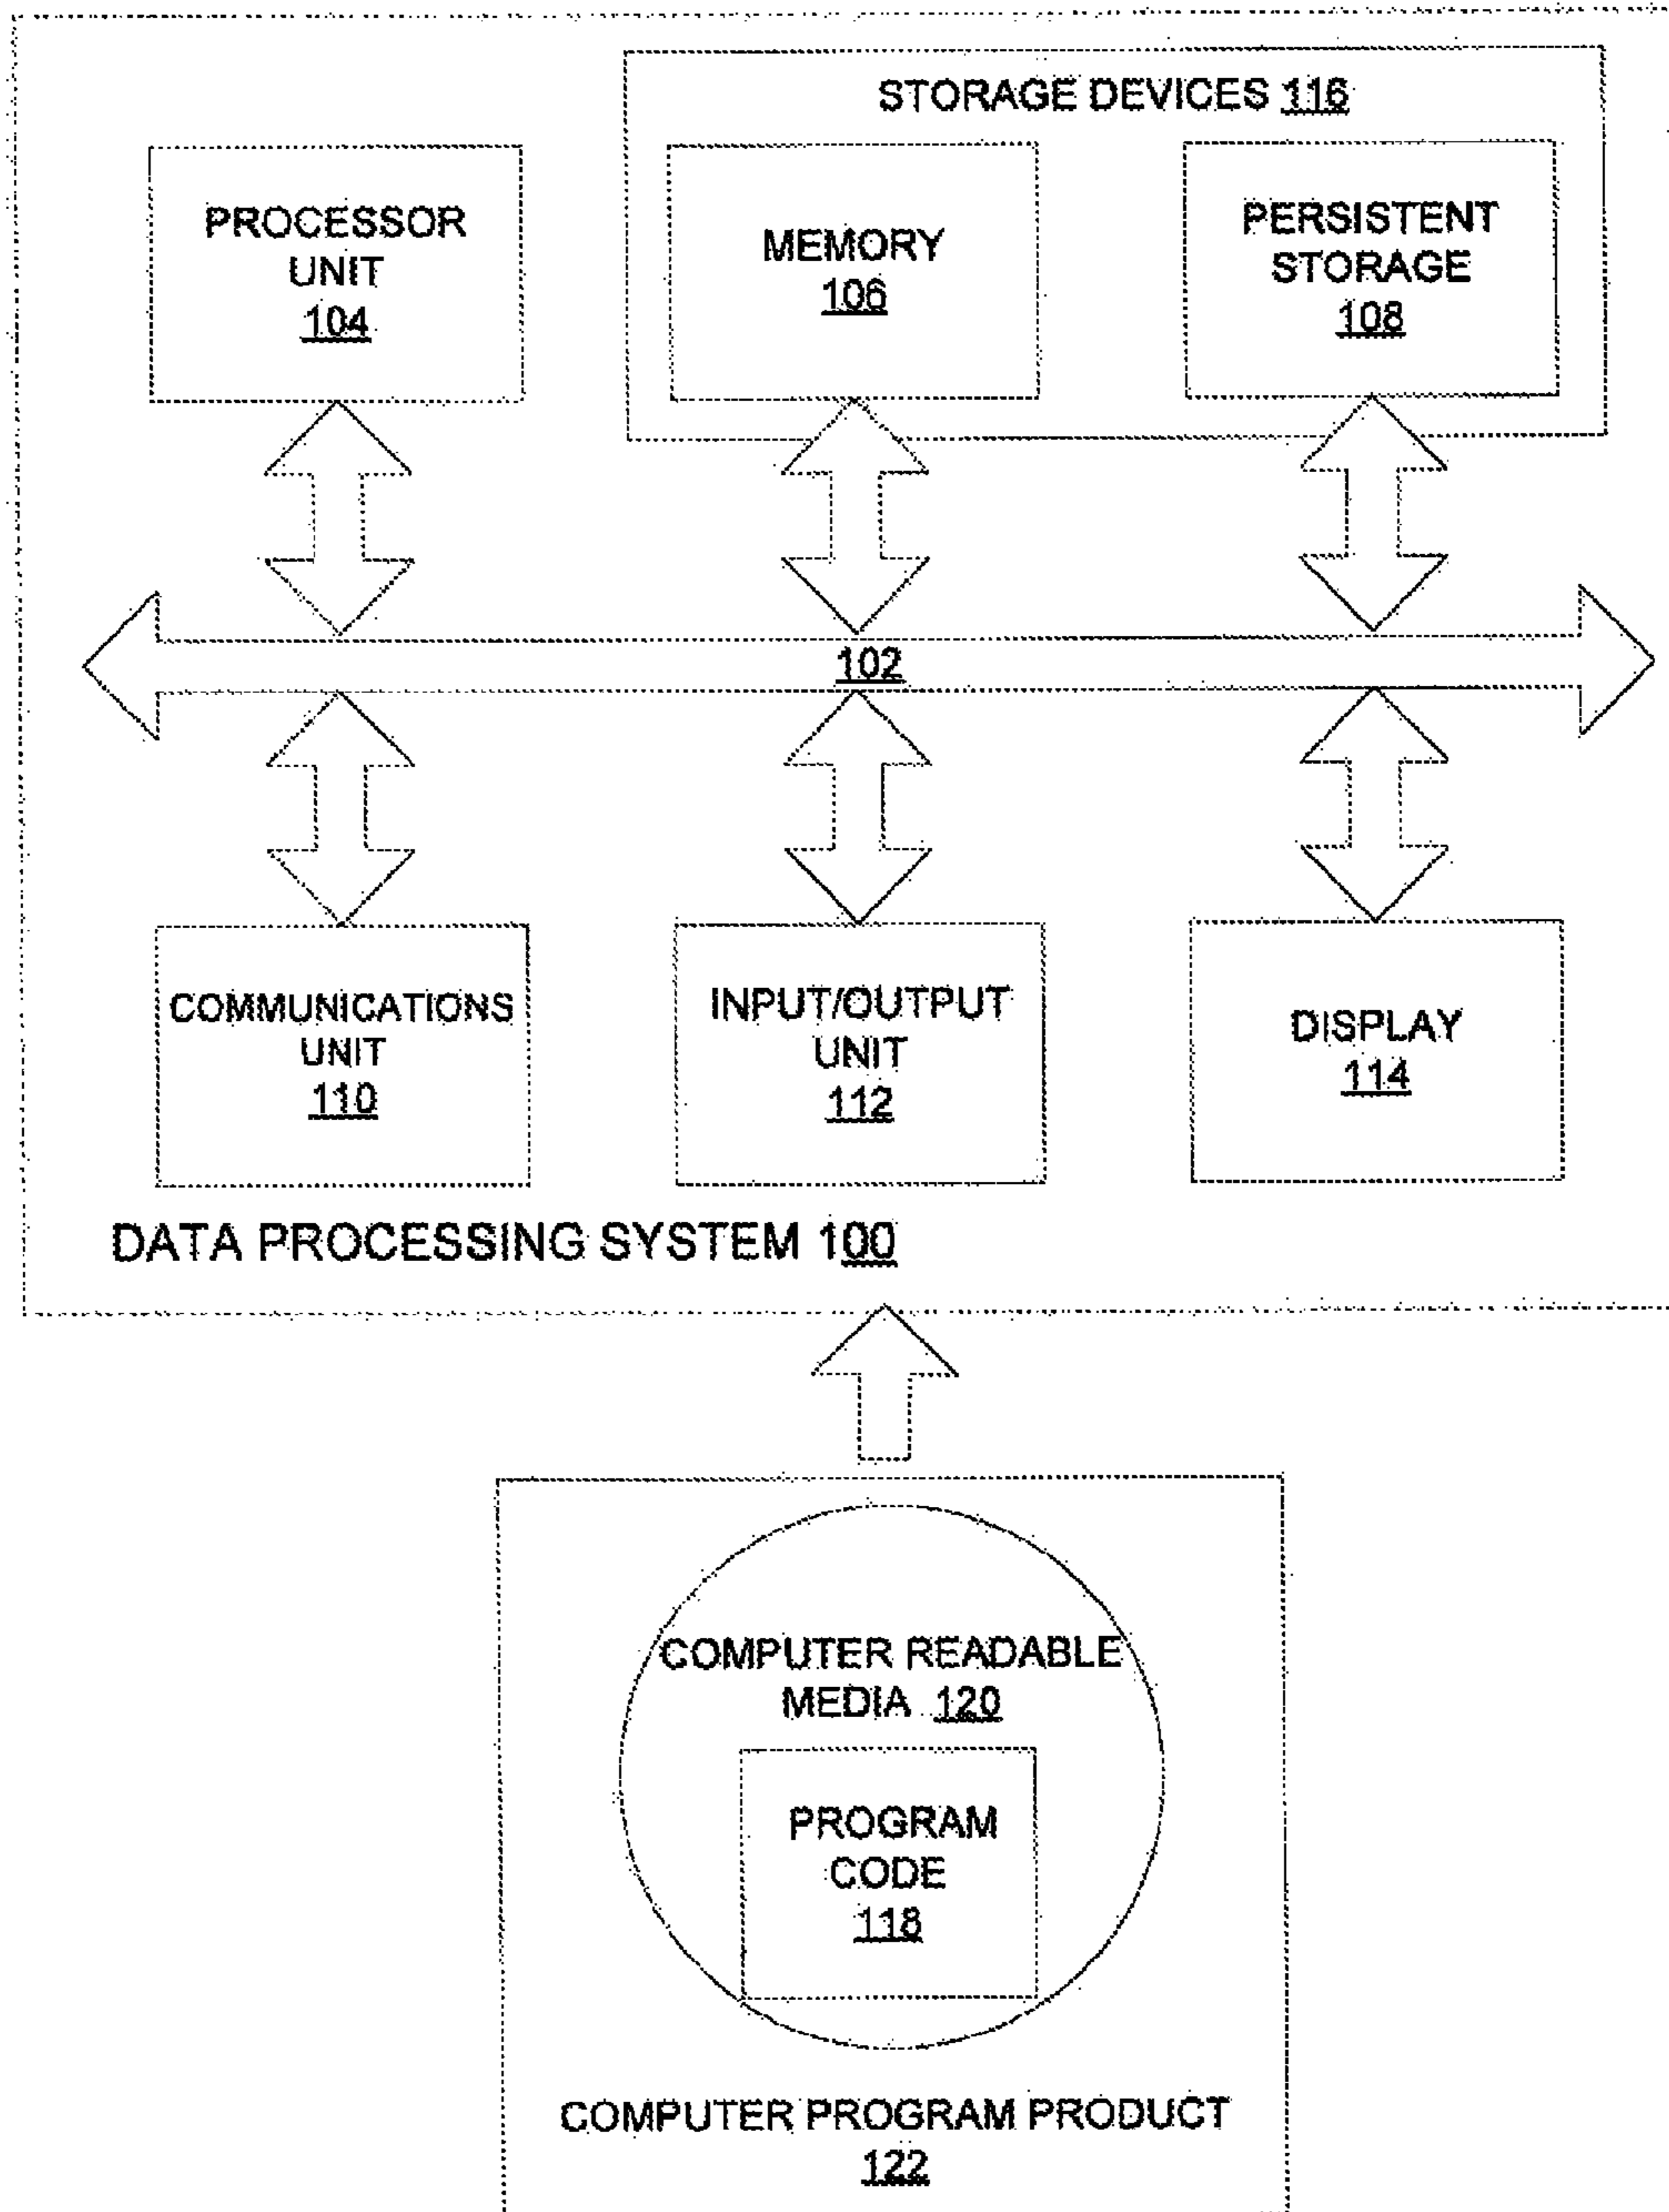 STORAGE DEVICES 116
PROCESSOR
UNIT
104
MEMORY
106
PERSISTENT
STORAGE
108
102
COMMUNICATIONS
UNIT
110
INPUT/OUTPUT
UNIT
112
DISPLAY
114
DATA PROCESSING SYSTEM 100
COMPUTER READABLE
MEDIA 120
PROGRAM
CODE
118
COMPUTER PROGRAM PRODUCT
122